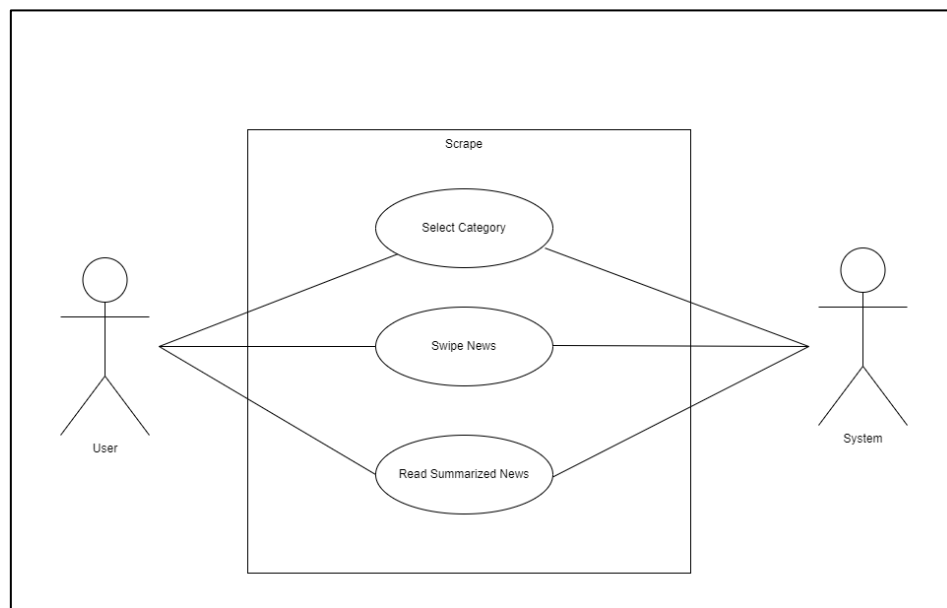 Scrape
Select Category
Swipe News
Read Summarized News
User
System